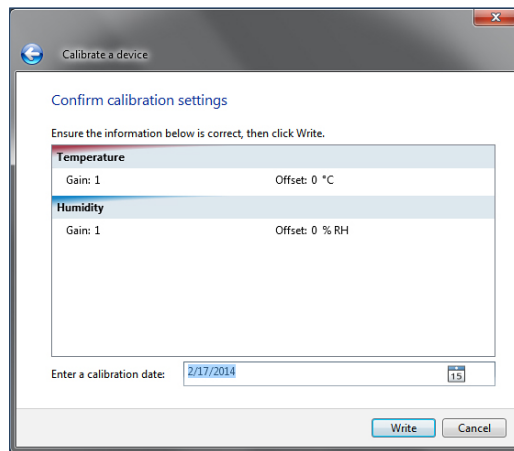 Calibrate a device
Confirm calibration settings
Ensure the information below is correct, then click Write.
Temperature
Gain: 1 Offset: 0 °C
Humidity
Gain: 1 Offset: 0 % RH
Enter a calibration date: 2/17/2014 15
Write Cancel